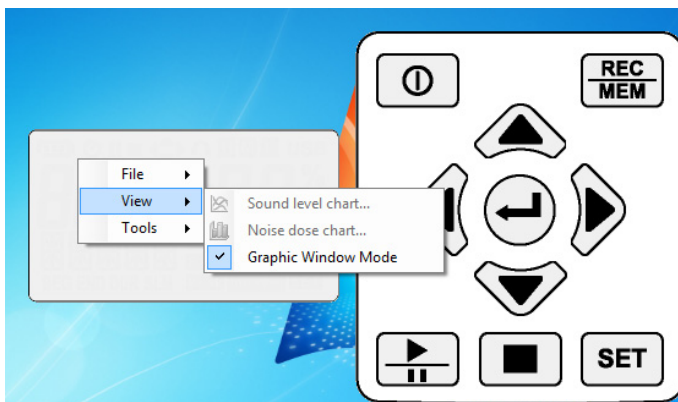 REC
MEM
File
View
Tools
Sound level chart...
Noise dose chart...
Graphic Window Mode
SET